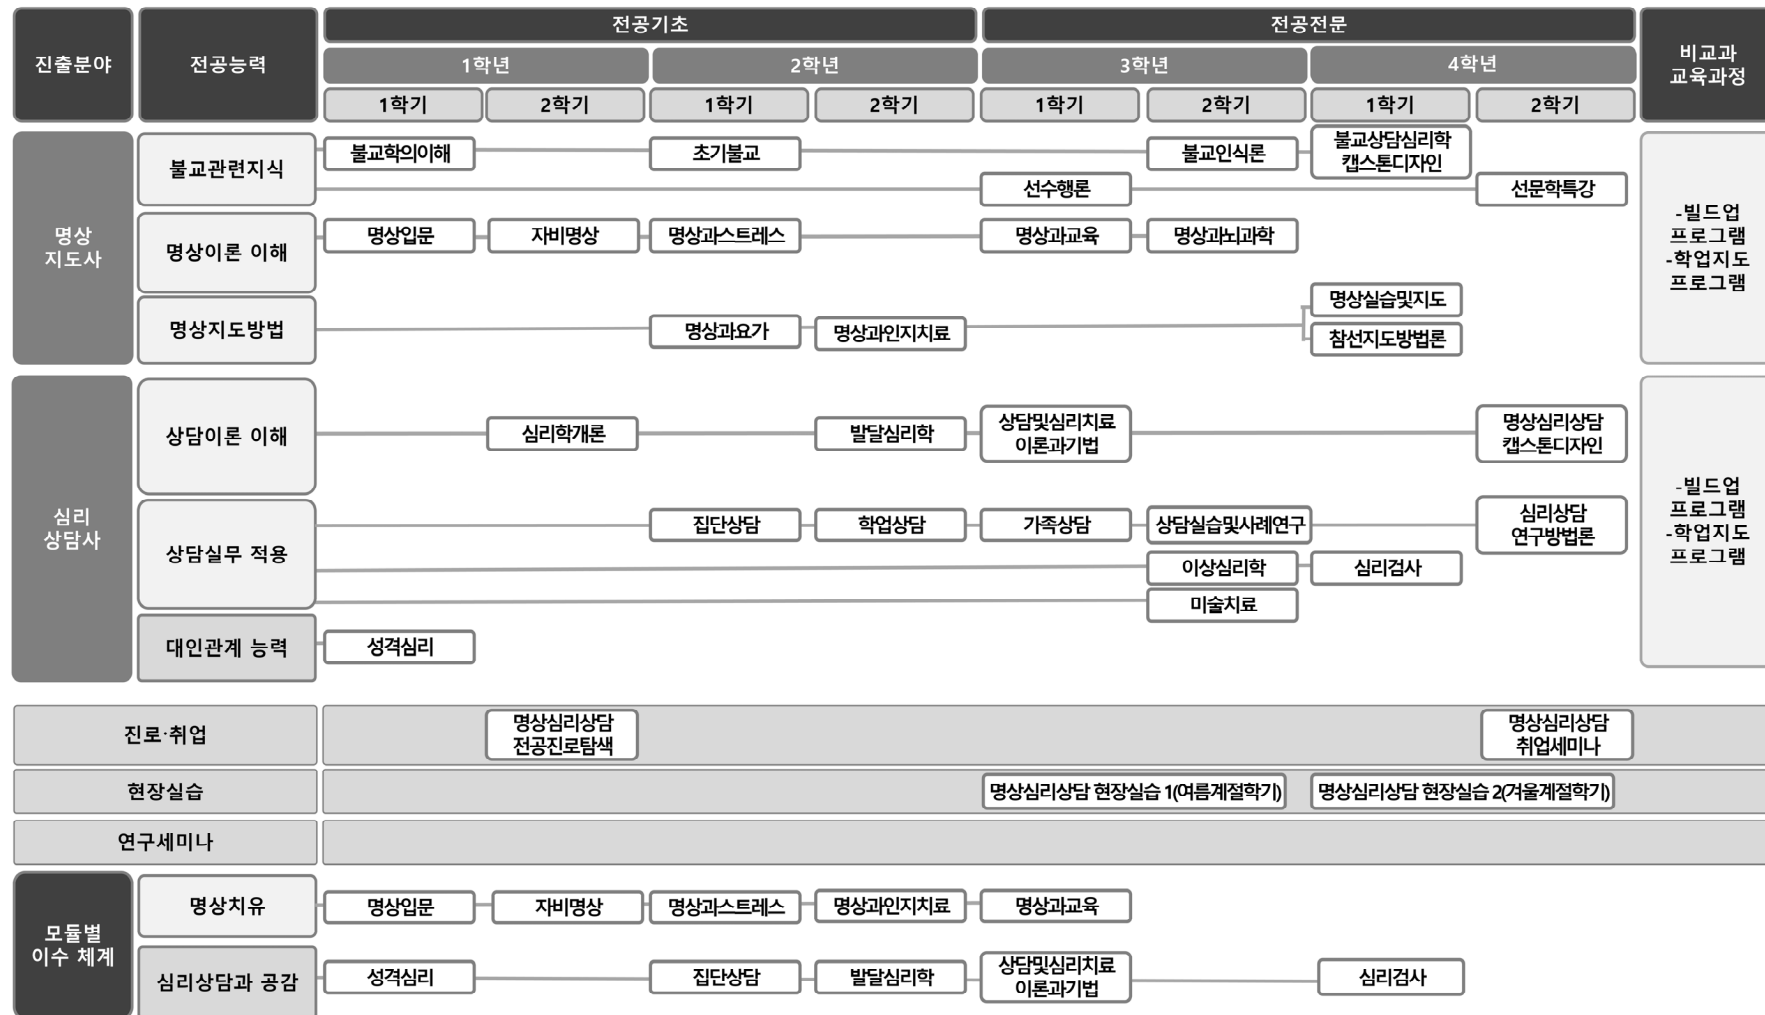 진출분야
전공능력
전공기초
전공전문
비교과
교육과정
1학년
2학년
3학년
4학년
1학기
2학기
1학기
2학기
1학기
2학기
1학기
2학기
명상
지도사
불교관련지식
불교학의이해
초기불교
불교인식론
불교상담심리학
캡스톤디자인
선수행론
선문학특강
명상이론 이해
명상입문
자비명상
명상과스트레스
명상과교육
명상과뇌과학
명상지도방법
명상과요가
명상과인지치료
명상실습및지도
참선지도방법론
-빌드업
프로그램
-학업지도
프로그램
심리
상담사
상담이론 이해
심리학개론
발달심리학
상담및심리치료
이론과기법
명상심리상담
캡스톤디자인
상담실무 적용
집단상담
학업상담
가족상담
상담실습및사례연구
심리상담
연구방법론
이상심리학
심리검사
미술치료
대인관계 능력
성격심리
-빌드업
프로그램
-학업지도
프로그램
진로·취업
명상심리상담
전공진로탐색
명상심리상담
취업세미나
현장실습
명상심리상담 현장실습 1(여름계절학기)
명상심리상담 현장실습 2(겨울계절학기)
연구세미나
모듈별
이수 체계
명상치유
명상입문
자비명상
명상과스트레스
명상과인지치료
명상과교육
심리상담과 공감
성격심리
집단상담
발달심리학
상담및심리치료
이론과기법
심리검사